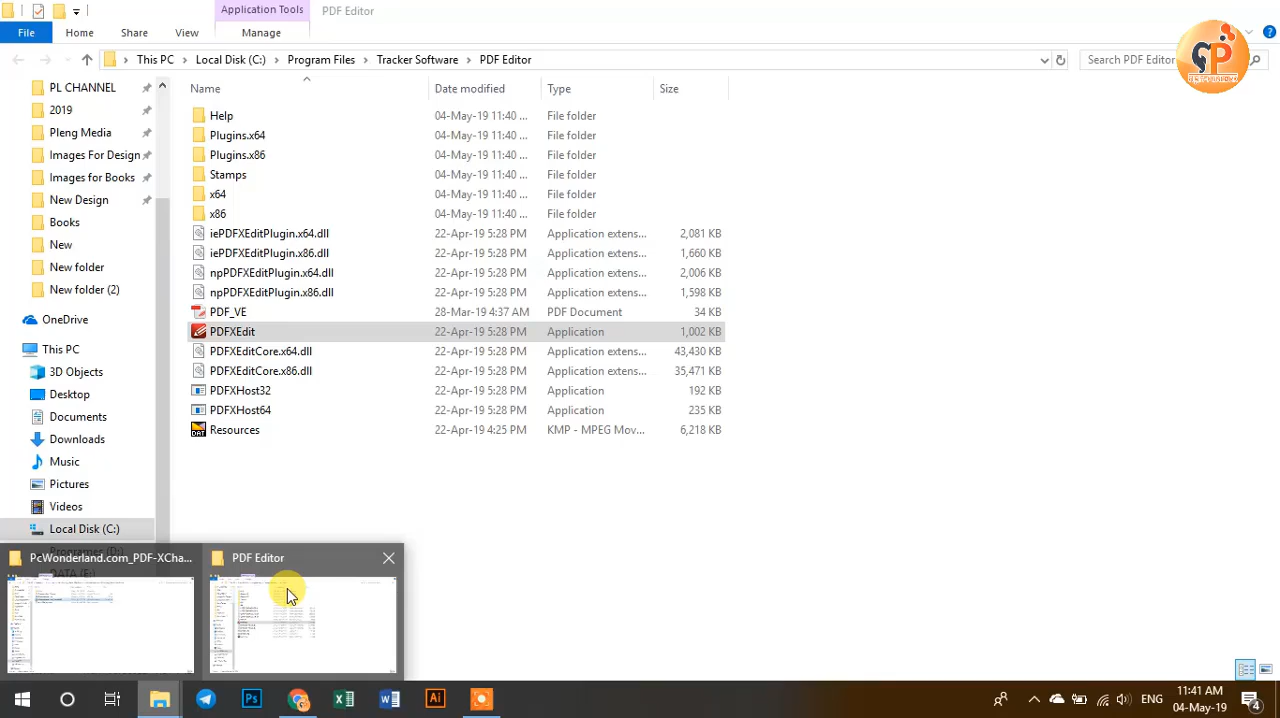 Application Tools
PDF Editor
File
Home
Share
View
Manage
This PC
Local Disk (C:)
Program Files
Tracker Software
PDF Editor
Search PDF Editor
Name
Date modified
Type
Size
PL CHANNEL
2019
Pleng Media
Images For Design
Images for Books
New Design
Books
New
New folder
New folder (2)
OneDrive
This PC
3D Objects
Desktop
Documents
Downloads
Music
Pictures
Videos
Local Disk (C:)
Help 04-May-19 11:40 ... File folder
Plugins.x64 04-May-19 11:40 ... File folder
Plugins.x86 04-May-19 11:40 ... File folder
Stamps 04-May-19 11:40 ... File folder
x64 04-May-19 11:40 ... File folder
x86 04-May-19 11:40 ... File folder
iePDFXEditPlugin.x64.dll 22-Apr-19 5:28 PM Application extens... 2,081 KB
iePDFXEditPlugin.x86.dll 22-Apr-19 5:28 PM Application extens... 1,660 KB
npPDFXEditPlugin.x64.dll 22-Apr-19 5:28 PM Application extens... 2,006 KB
npPDFXEditPlugin.x86.dll 22-Apr-19 5:28 PM Application extens... 1,598 KB
PDF_VE 28-Mar-19 4:37 AM PDF Document 34 KB
PDFXEdit 22-Apr-19 5:28 PM Application 1,002 KB
PDFXEditCore.x64.dll 22-Apr-19 5:28 PM Application extens... 43,430 KB
PDFXEditCore.x86.dll 22-Apr-19 5:28 PM Application extens... 35,471 KB
PDFXHost32 22-Apr-19 5:28 PM Application 192 KB
PDFXHost64 22-Apr-19 5:28 PM Application 235 KB
Resources 22-Apr-19 4:25 PM KMP - MPEG Mov... 6,218 KB
PcWonderland.com_PDF-XCha...
PDF Editor
Ps
Ai
ENG
11:41 AM
04-May-19
4